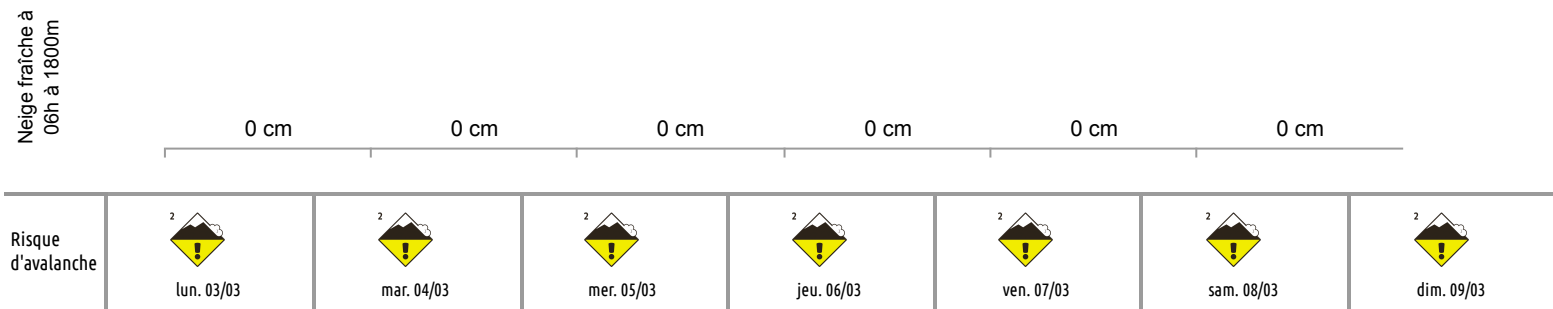 Neige fraîche à
06h à 1800m
0 cm 0 cm 0 cm 0 cm 0 cm 0 cm
Risque
d'avalanche
2 2 2 2 2 2 2
lun. 03/03 mar. 04/03 mer. 05/03 jeu. 06/03 ven. 07/03 sam. 08/03 dim. 09/03